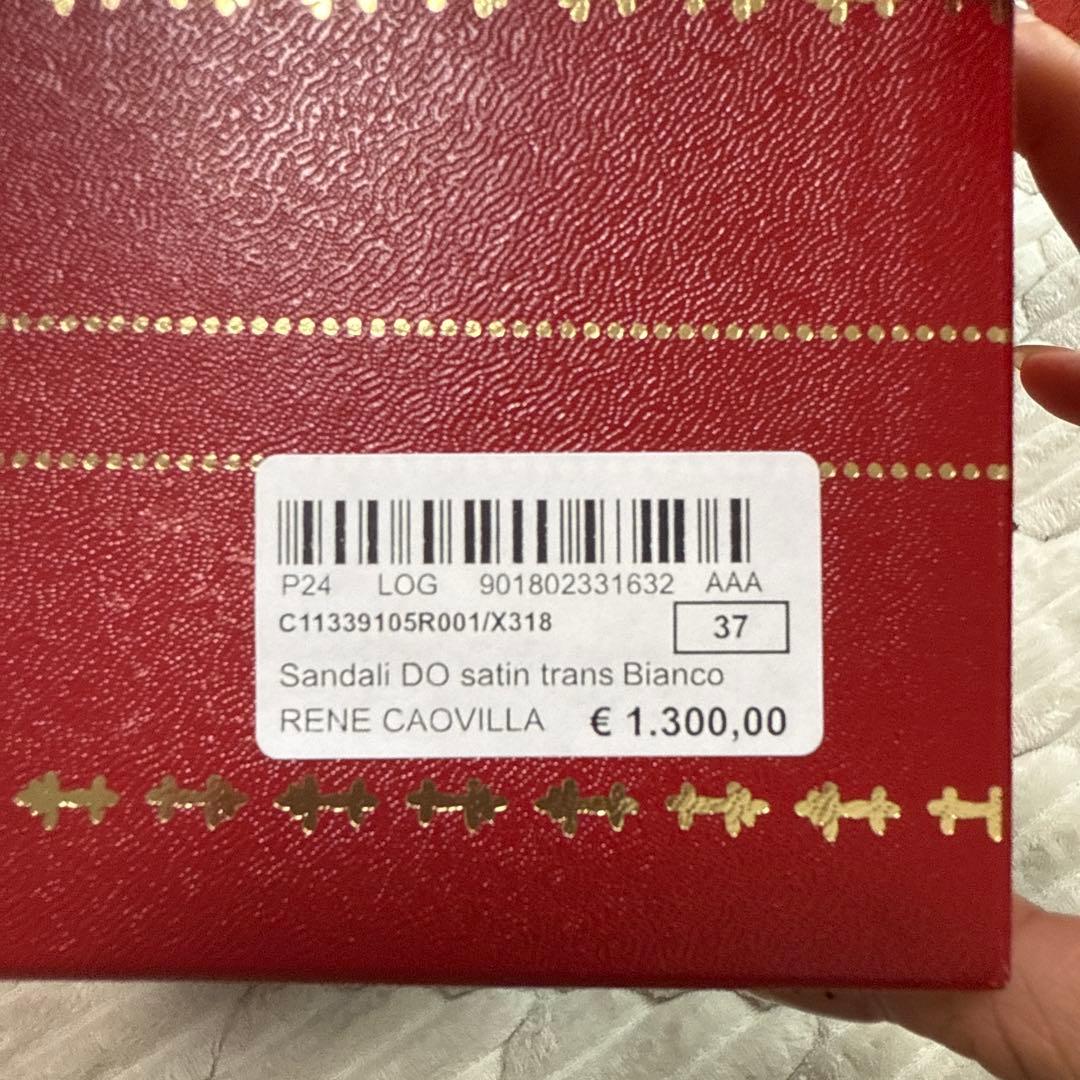 P24 LOG 901802331632 AAA
C11339105R001/X318 37
Sandali DO satin trans Bianco
RENE CAOVILLA € 1.300,00